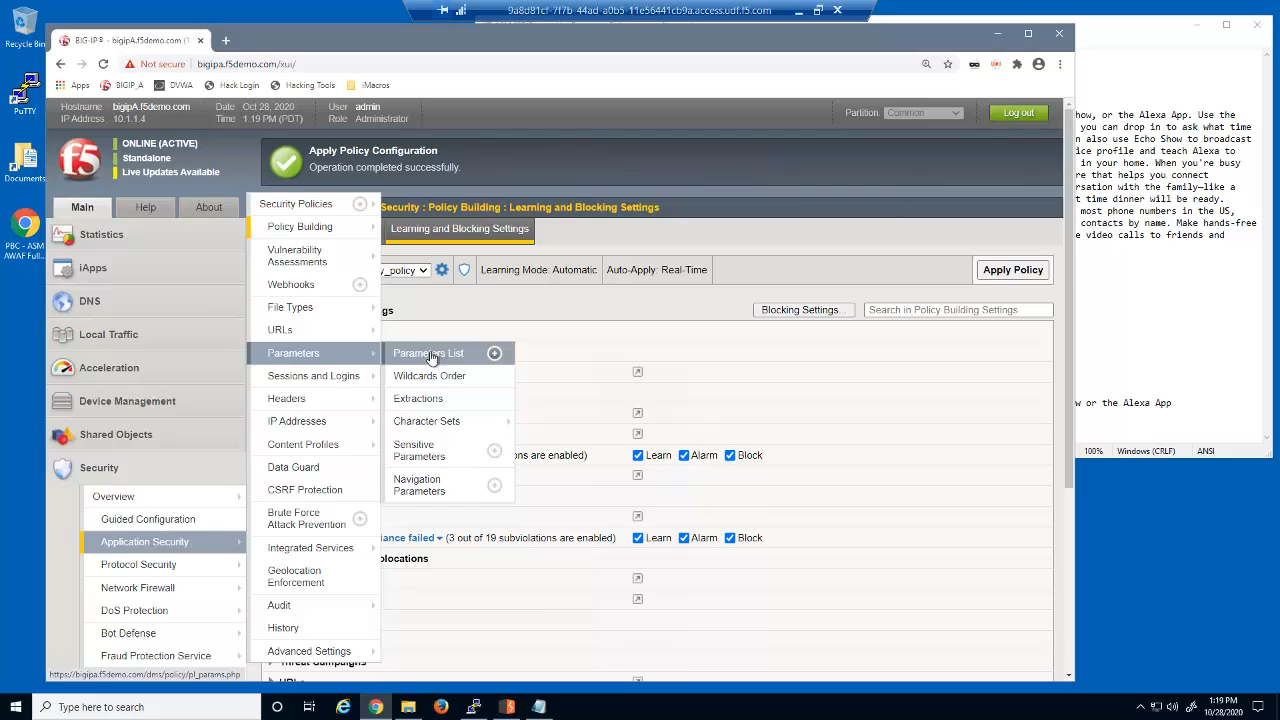 9a8d81cf-7f7b-44ad-a0b5-11e56441cb9a.access.udf.f5.com
Recycle Bin
PuTTY
Documents
PBC - ASM
AWAF Full...
BIG-IP® - bigipA.f5demo.com (1
Not secure
bigipa.f5demo.com/xui/
Apps
BIGIP_A
DVWA
Hack Login
Hacking Tools
iMacros
Hostname bigipA.f5demo.com Date Oct 28, 2020 User admin
IP Address 10.1.1.4 Time 1:19 PM (PDT) Role Administrator
Partition: Common
Log out
f5
ONLINE (ACTIVE)
Standalone
Live Updates Available
Apply Policy Configuration
Operation completed successfully.
Main
Help
About
Security : Policy Building : Learning and Blocking Settings
Learning and Blocking Settings
y_policy
Learning Mode: Automatic
Auto-Apply: Real-Time
Apply Policy
gs
Blocking Settings...
Search in Policy Building Settings
Statistics
iApps
DNS
Local Traffic
Acceleration
Device Management
Shared Objects
Security
Overview
Guided Configuration
Application Security
Protocol Security
Network Firewall
DoS Protection
Bot Defense
Fraud Protection Service
https://bigipa.f5demo.com/dms/policy/pl_params.php
Security Policies
Policy Building
Vulnerability
Assessments
Webhooks
File Types
URLs
Parameters
Sessions and Logins
Headers
IP Addresses
Content Profiles
Data Guard
CSRF Protection
Brute Force
Attack Prevention
Integrated Services
Geolocation
Enforcement
Audit
History
Advanced Settings
Parameters List
Wildcards Order
Extractions
Character Sets
Sensitive
Parameters
Navigation
Parameters
ons are enabled)
Learn Alarm Block
iance failed (3 out of 19 subviolations are enabled)
Learn Alarm Block
olocations
Threat Campaigns
how, or the Alexa App. Use the
you can drop in to ask what time
n also use Echo Show to broadcast
ice profile and teach Alexa to
in your home. When you're busy
re that helps you connect
rsation with the family—like a
t time dinner will be ready.
most phone numbers in the US,
contacts by name. Make hands-free
e video calls to friends and
ow or the Alexa App
100%
Windows (CRLF)
ANSI
Type here to search
1:19 PM
10/28/2020